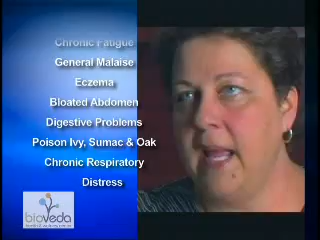 Chronic Fatigue
General Malaise
Eczema
Bloated Abdomen
Digestive Problems
Poison Ivy, Sumac & Oak
Chronic Respiratory
Distress
bioveda